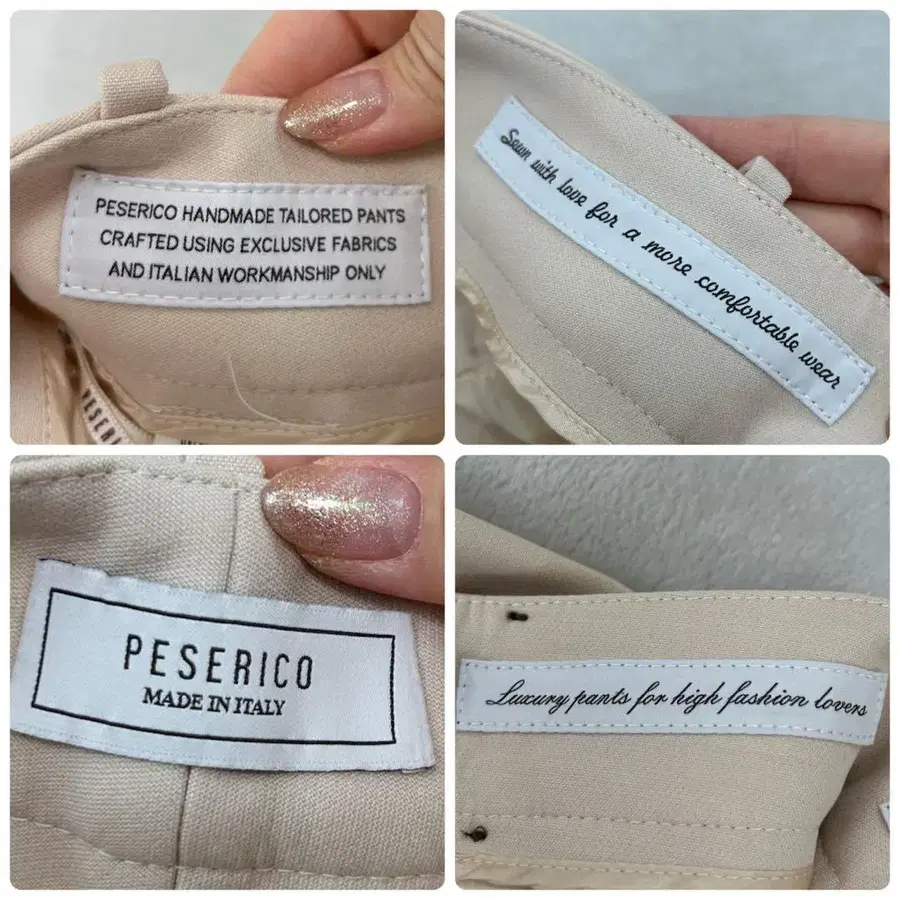 PESERICO HANDMADE TAILORED PANTS
CRAFTED USING EXCLUSIVE FABRICS
AND ITALIAN WORKMANSHIP ONLY
Sewn with love for a more comfortable wear
PESERICO
MADE IN ITALY
Luxury pants for high fashion lovers